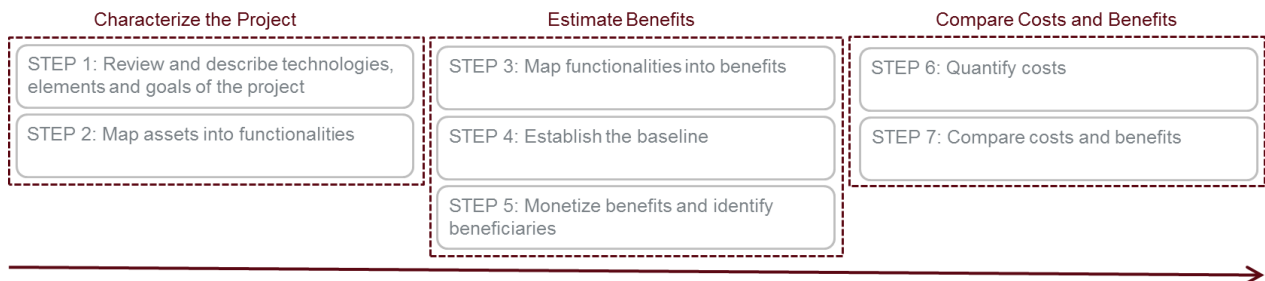 Characterize the Project
STEP 1: Review and describe technologies,
elements and goals of the project
STEP 2: Map assets into functionalities
Estimate Benefits
STEP 3: Map functionalities into benefits
STEP 4: Establish the baseline
STEP 5: Monetize benefits and identify
beneficiaries
Compare Costs and Benefits
STEP 6: Quantify costs
STEP 7: Compare costs and benefits